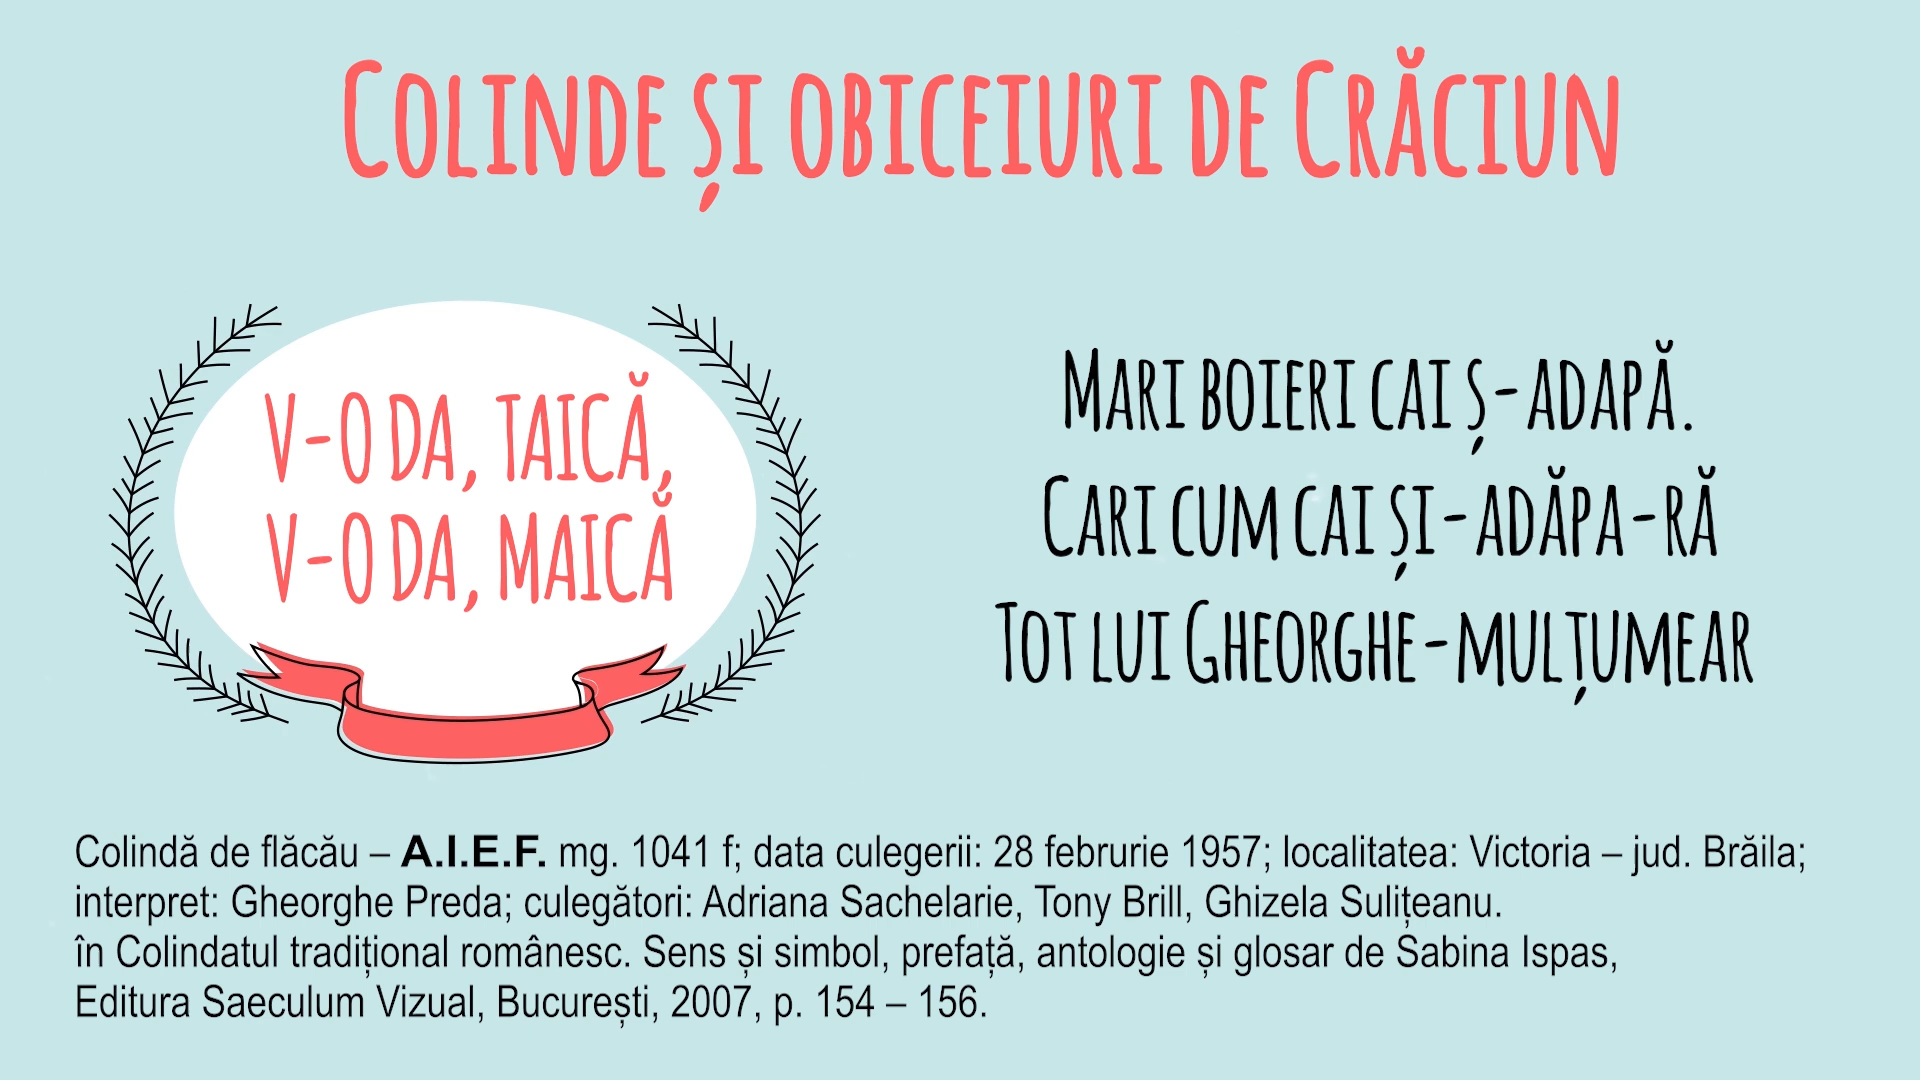 Colinde și obiceiuri de Crăciun
V-o da, taică,
v-o da, maică
Mari boieri cai ș-adapă.
Cari cum cai și-adăpa-ră
Tot lui Gheorghe-mulțumear
Colindă de flăcău – A.I.E.F. mg. 1041 f; data culegerii: 28 februrie 1957; localitatea: Victoria – jud. Brăila;
interpret: Gheorghe Preda; culegători: Adriana Sachelarie, Tony Brill, Ghizela Sulițeanu.
în Colindatul tradițional românesc. Sens și simbol, prefață, antologie și glosar de Sabina Ispas,
Editura Saeculum Vizual, București, 2007, p. 154 – 156.